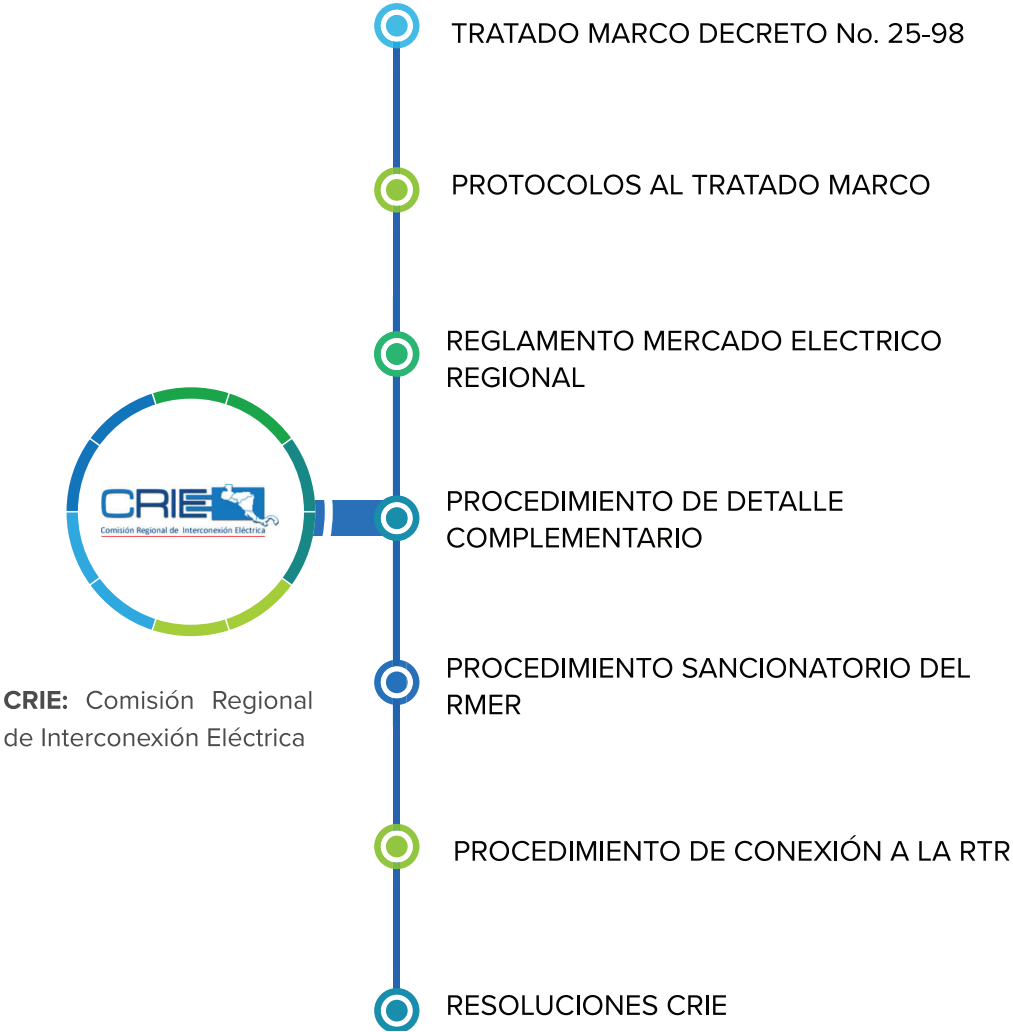 TRATADO MARCO DECRETO No. 25-98
PROTOCOLOS AL TRATADO MARCO
REGLAMENTO MERCADO ELECTRICO
REGIONAL
CRIE
Comisión Regional de Interconexión Eléctrica
PROCEDIMIENTO DE DETALLE
COMPLEMENTARIO
CRIE: Comisión Regional
de Interconexión Eléctrica
PROCEDIMIENTO SANCIONATORIO DEL
RMER
PROCEDIMIENTO DE CONEXIÓN A LA RTR
RESOLUCIONES CRIE